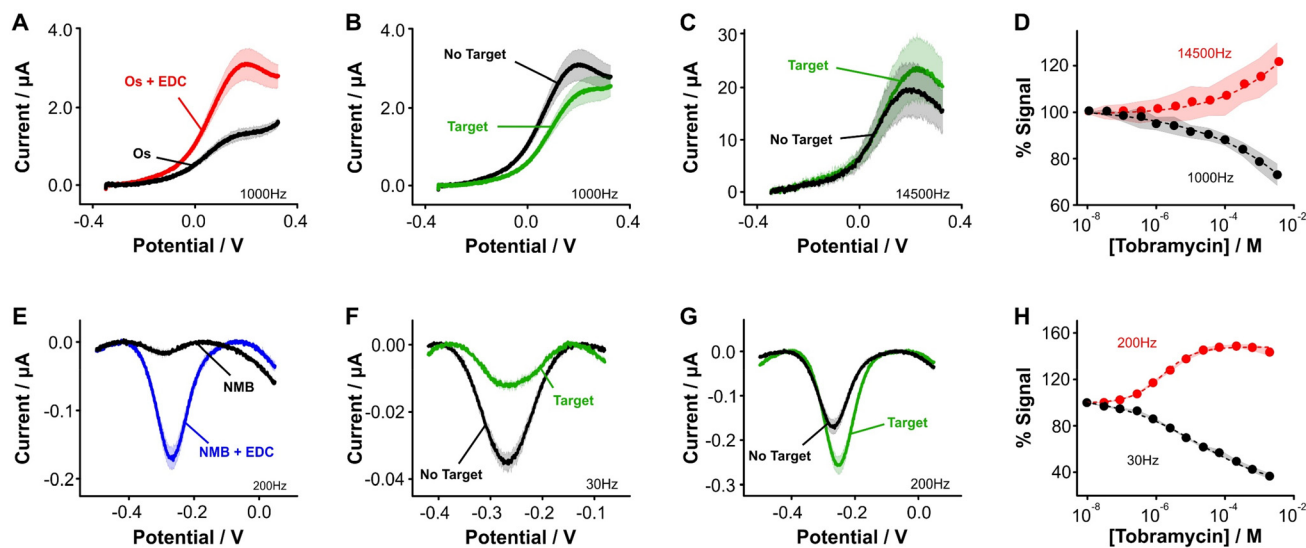 A
Current / µA
4.0
2.0
0.0
Os + EDC
Os
1000Hz
-0.4 0.0 0.4
Potential / V
B
Current / µA
4.0
2.0
0.0
No Target
Target
1000Hz
-0.4 0.0 0.4
Potential / V
C
Current / µA
30
20
10
0
Target
No Target
14500Hz
-0.4 0 0.4
Potential / V
D
% Signal
120
100
80
60
14500Hz
1000Hz
10-8 10-6 10-4 10-2
[Tobramycin] / M
E
Current / µA
0.0
-0.1
-0.2
NMB
NMB + EDC
200Hz
-0.4 -0.2 0.0
Potential / V
F
Current / µA
0.00
-0.02
-0.04
Target
No Target
30Hz
-0.4 -0.3 -0.2 -0.1
Potential / V
G
Current / µA
0.0
-0.1
-0.2
-0.3
No Target
Target
200Hz
-0.4 -0.2 0.0
Potential / V
H
% Signal
160
120
80
40
200Hz
30Hz
10-8 10-6 10-4 10-2
[Tobramycin] / M